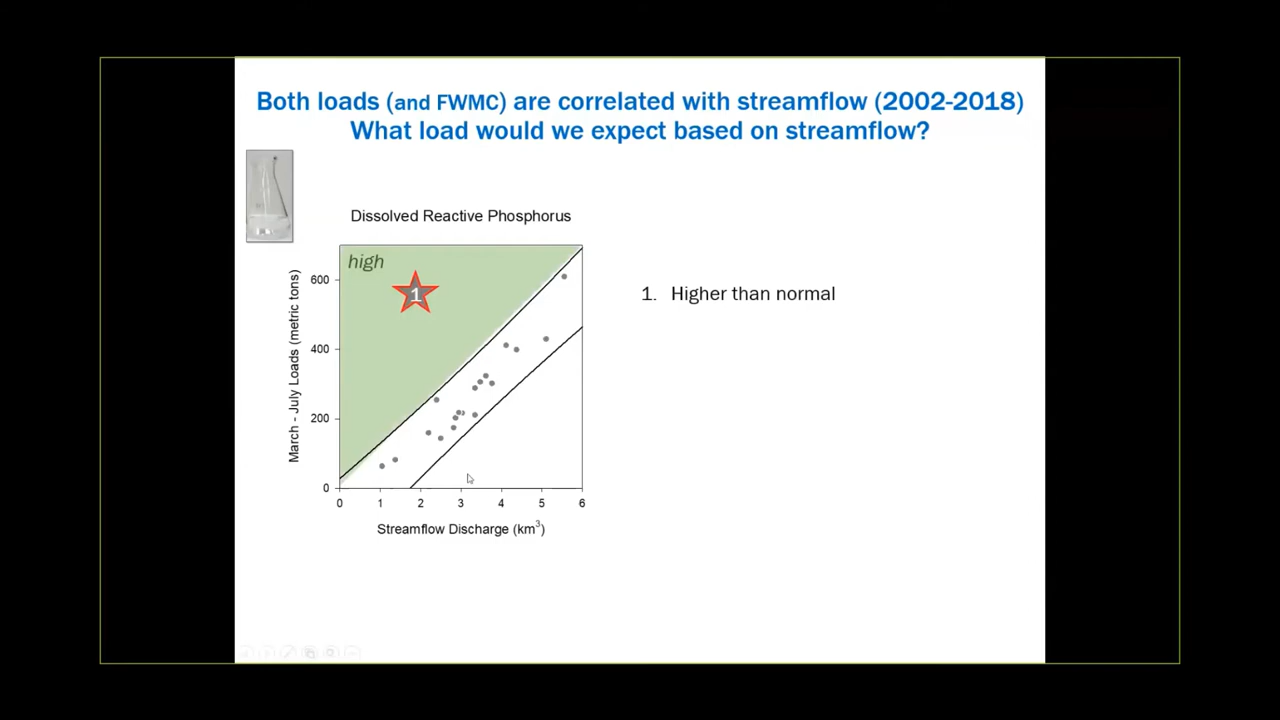 Both loads (and FWMC) are correlated with streamflow (2002-2018)
What load would we expect based on streamflow?
Dissolved Reactive Phosphorus
high
1
1. Higher than normal
March - July Loads (metric tons)
600
400
200
0
0 1 2 3 4 5 6
Streamflow Discharge (km3)